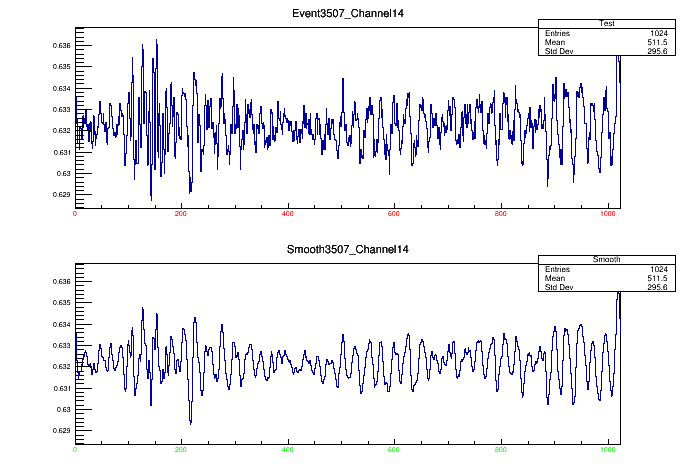 Event3507_Channel14
Test
Entries 1024
Mean 511.5
Std Dev 295.6
0.636
0.635
0.634
0.633
0.632
0.631
0.63
0.629
0 200 400 600 800 1000
Smooth3507_Channel14
Smooth
Entries 1024
Mean 511.5
Std Dev 295.6
0.636
0.635
0.634
0.633
0.632
0.631
0.63
0.629
0 200 400 600 800 1000